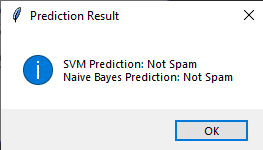 Prediction Result
SVM Prediction: Not Spam
Naive Bayes Prediction: Not Spam
OK